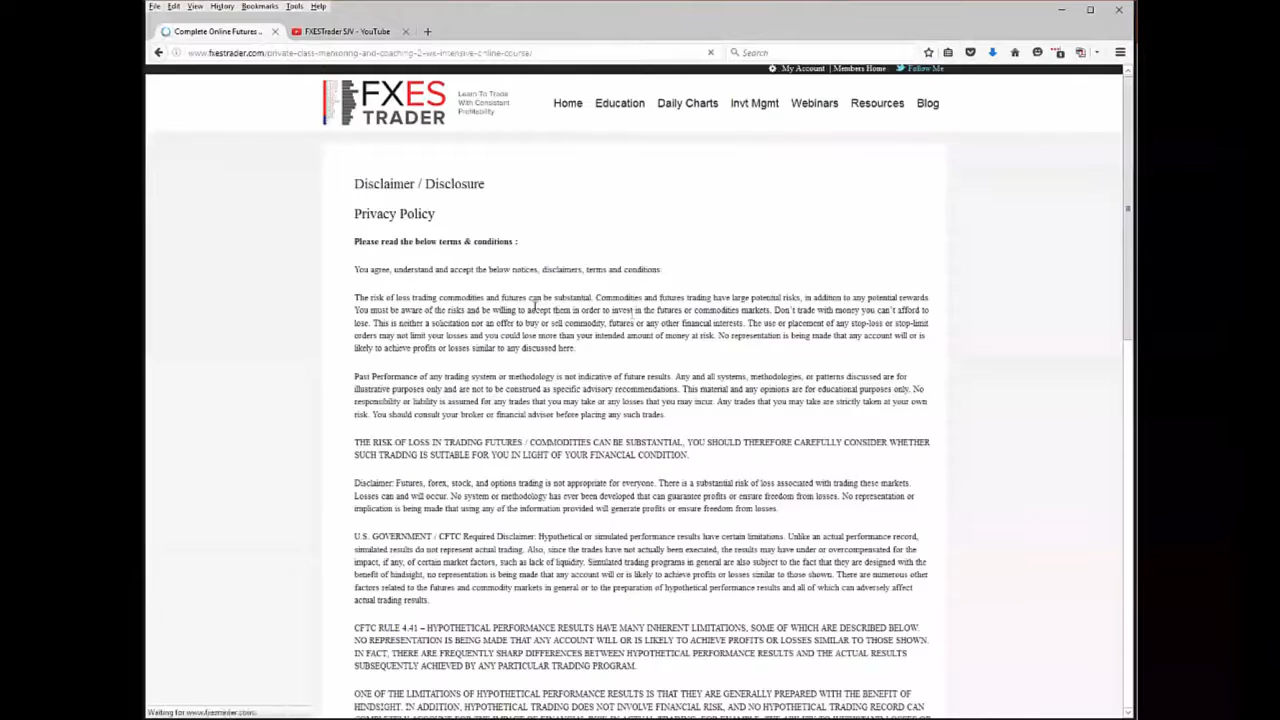 File Edit View History Bookmarks Tools Help
Complete Online Futures ...
FXESTrader SJV - YouTube
www.fxestrader.com/private-class-mentoring-and-coaching-2-wk-intensive-online-course/
Search
My Account | Members Home | Follow Me
FXES TRADER
Learn To Trade
With Consistent
Profitability
Home Education Daily Charts Invt Mgmt Webinars Resources Blog
Disclaimer / Disclosure
Privacy Policy
Please read the below terms & conditions :
You agree, understand and accept the below notices, disclaimers, terms and conditions
The risk of loss trading commodities and futures can be substantial. Commodities and futures trading have large potential risks, in addition to any potential rewards
You must be aware of the risks and be willing to accept them in order to invest in the futures or commodities markets. Don't trade with money you can't afford to
lose. This is neither a solicitation nor an offer to buy or sell commodity, futures or any other financial interests. The use or placement of any stop-loss or stop-limit
orders may not limit your losses and you could lose more than your intended amount of money at risk. No representation is being made that any account will or is
likely to achieve profits or losses similar to any discussed here.
Past Performance of any trading system or methodology is not indicative of future results. Any and all systems, methodologies, or patterns discussed are for
illustrative purposes only and are not to be construed as specific advisory recommendations. This material and any opinions are for educational purposes only. No
responsibility or liability is assumed for any trades that you may take or any losses that you may incur. Any trades that you may take are strictly taken at your own
risk. You should consult your broker or financial advisor before placing any such trades.
THE RISK OF LOSS IN TRADING FUTURES / COMMODITIES CAN BE SUBSTANTIAL, YOU SHOULD THEREFORE CAREFULLY CONSIDER WHETHER
SUCH TRADING IS SUITABLE FOR YOU IN LIGHT OF YOUR FINANCIAL CONDITION.
Disclaimer: Futures, forex, stock, and options trading is not appropriate for everyone. There is a substantial risk of loss associated with trading these markets.
Losses can and will occur. No system or methodology has ever been developed that can guarantee profits or ensure freedom from losses. No representation or
implication is being made that using any of the information provided will generate profits or ensure freedom from losses.
U.S. GOVERNMENT / CFTC Required Disclaimer: Hypothetical or simulated performance results have certain limitations. Unlike an actual performance record,
simulated results do not represent actual trading. Also, since the trades have not actually been executed, the results may have under or overcompensated for the
impact, if any, of certain market factors, such as lack of liquidity. Simulated trading programs in general are also subject to the fact that they are designed with the
benefit of hindsight, no representation is being made that any account will or is likely to achieve profits or losses similar to those shown. There are numerous other
factors related to the futures and commodity markets in general or to the preparation of hypothetical performance results and all of which can adversely affect
actual trading results.
CFTC RULE 4.41 – HYPOTHETICAL PERFORMANCE RESULTS HAVE MANY INHERENT LIMITATIONS, SOME OF WHICH ARE DESCRIBED BELOW.
NO REPRESENTATION IS BEING MADE THAT ANY ACCOUNT WILL OR IS LIKELY TO ACHIEVE PROFITS OR LOSSES SIMILAR TO THOSE SHOWN.
IN FACT, THERE ARE FREQUENTLY SHARP DIFFERENCES BETWEEN HYPOTHETICAL PERFORMANCE RESULTS AND THE ACTUAL RESULTS
SUBSEQUENTLY ACHIEVED BY ANY PARTICULAR TRADING PROGRAM.
ONE OF THE LIMITATIONS OF HYPOTHETICAL PERFORMANCE RESULTS IS THAT THEY ARE GENERALLY PREPARED WITH THE BENEFIT OF
HINDSIGHT. IN ADDITION, HYPOTHETICAL TRADING DOES NOT INVOLVE FINANCIAL RISK, AND NO HYPOTHETICAL TRADING RECORD CAN
Waiting for www.fxestrader.com...